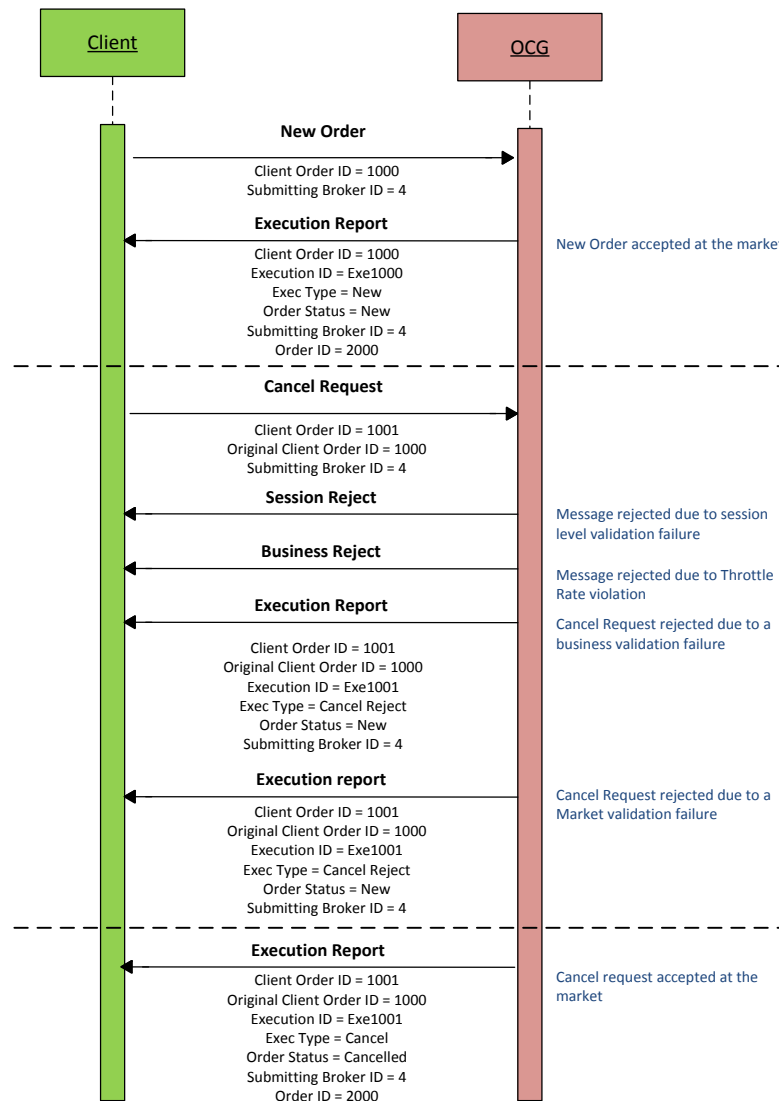 Client
OCG
New Order
Client Order ID = 1000
Submitting Broker ID = 4
Execution Report
New Order accepted at the marke
Client Order ID = 1000
Execution ID = Exe1000
Exec Type = New
Order Status = New
Submitting Broker ID = 4
Order ID = 2000
Cancel Request
Client Order ID = 1001
Original Client Order ID = 1000
Submitting Broker ID = 4
Session Reject
Message rejected due to session
level validation failure
Business Reject
Message rejected due to Throttle
Rate violation
Execution Report
Cancel Request rejected due to a
business validation failure
Client Order ID = 1001
Original Client Order ID = 1000
Execution ID = Exe1001
Exec Type = Cancel Reject
Order Status = New
Submitting Broker ID = 4
Execution report
Cancel Request rejected due to a
Market validation failure
Client Order ID = 1001
Original Client Order ID = 1000
Execution ID = Exe1001
Exec Type = Cancel Reject
Order Status = New
Submitting Broker ID = 4
Execution Report
Cancel request accepted at the
market
Client Order ID = 1001
Original Client Order ID = 1000
Execution ID = Exe1001
Exec Type = Cancel
Order Status = Cancelled
Submitting Broker ID = 4
Order ID = 2000